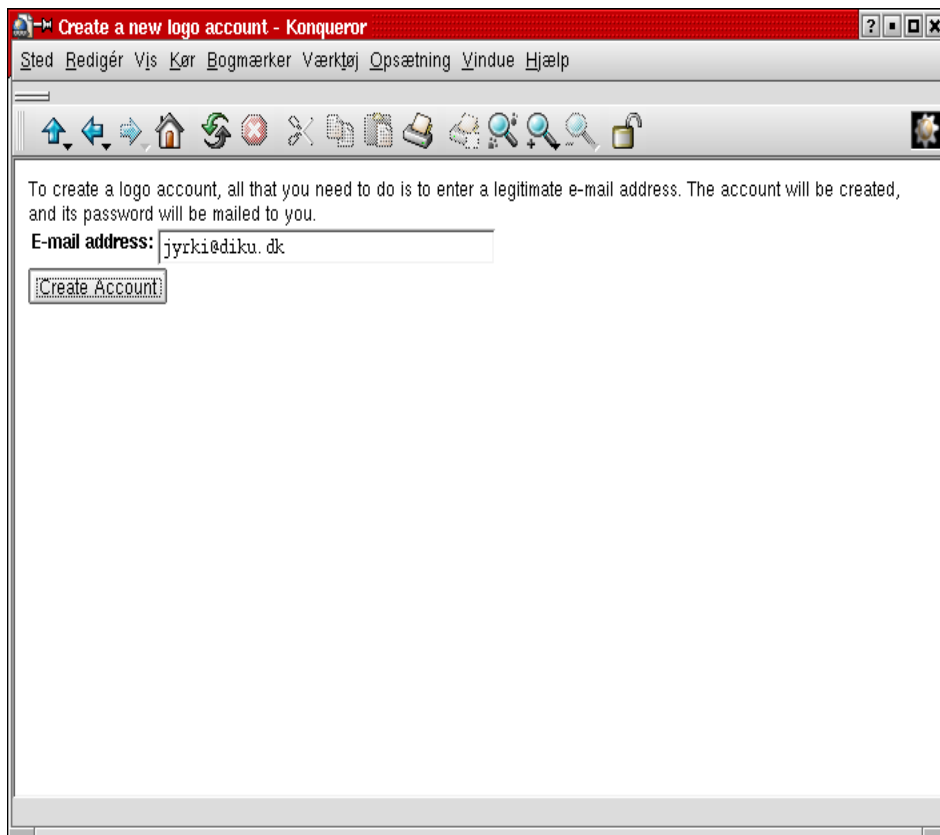 Create a new logo account - Konqueror
Sted Redigér Vis Kør Bogmærker Værktøj Opsætning Vindue Hjælp
To create a logo account, all that you need to do is to enter a legitimate e-mail address. The account will be created,
and its password will be mailed to you.
E-mail address: jyrki@diku.dk
Create Account